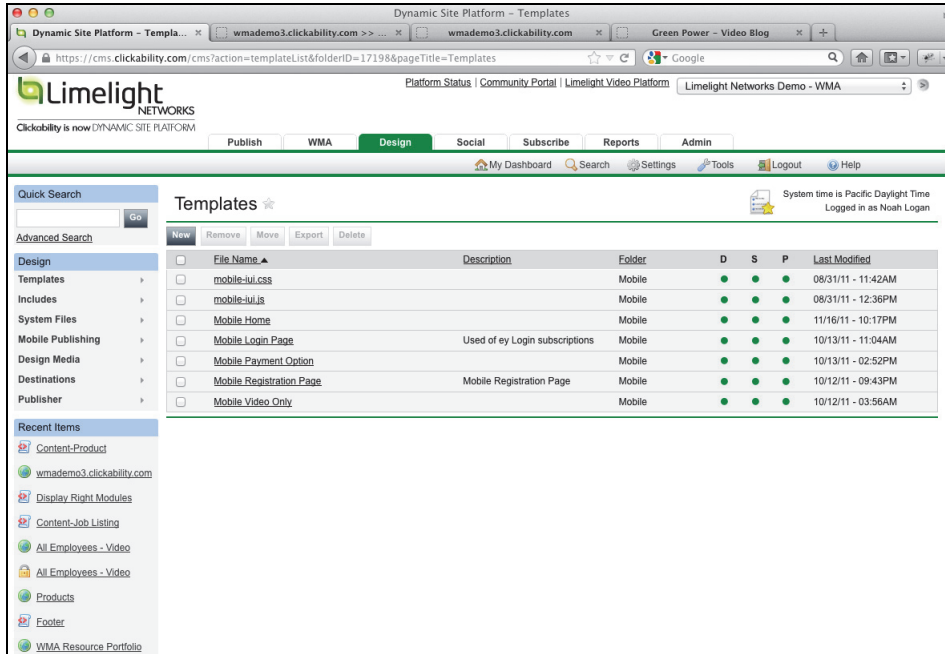 Dynamic Site Platform – Templates
Dynamic Site Platform – Templa...
wmademo3.clickability.com >> ...
wmademo3.clickability.com
Green Power – Video Blog
https://cms.clickability.com/cms?action=templateList&folderID=17198&pageTitle=Templates
Google
Limelight
NETWORKS
Clickability is now DYNAMIC SITE PLATFORM
Platform Status | Community Portal | Limelight Video Platform
Limelight Networks Demo - WMA
Publish WMA Design Social Subscribe Reports Admin
My Dashboard Search Settings Tools Logout Help
Quick Search
Go
Advanced Search
Design
Templates
Includes
System Files
Mobile Publishing
Design Media
Destinations
Publisher
Recent Items
Content-Product
wmademo3.clickability.com
Display Right Modules
Content-Job Listing
All Employees - Video
All Employees - Video
Products
Footer
WMA Resource Portfolio
Templates
System time is Pacific Daylight Time
Logged in as Noah Logan
New Remove Move Export Delete
File Name Description Folder D S P Last Modified
mobile-iui.css Mobile 08/31/11 - 11:42AM
mobile-iui.js Mobile 08/31/11 - 12:36PM
Mobile Home Mobile 11/16/11 - 10:17PM
Mobile Login Page Used of ey Login subscriptions Mobile 10/13/11 - 11:04AM
Mobile Payment Option Mobile 10/13/11 - 02:52PM
Mobile Registration Page Mobile Registration Page Mobile 10/12/11 - 09:43PM
Mobile Video Only Mobile 10/12/11 - 03:56AM